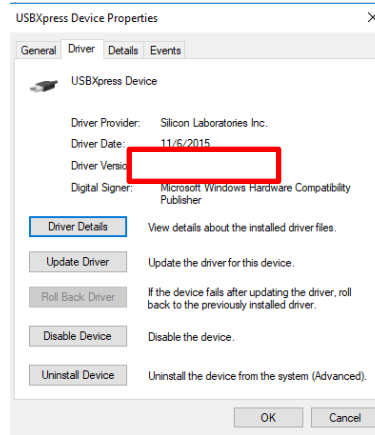 USBXpress Device Properties
General Driver Details Events
USBXpress Device
Driver Provider: Silicon Laboratories Inc.
Driver Date: 11/6/2015
Driver
Digital Signer: Microsoft Windows Hardware Compatibility
Publisher
Driver Details View details about the installed driver files.
Update Driver Update the driver for this device.
Roll Back Driver If the device fails after updating the driver, roll
back to the previously installed driver.
Disable Device Disable the device.
Uninstall Device Uninstall the device from the system (Advanced).
OK Cancel